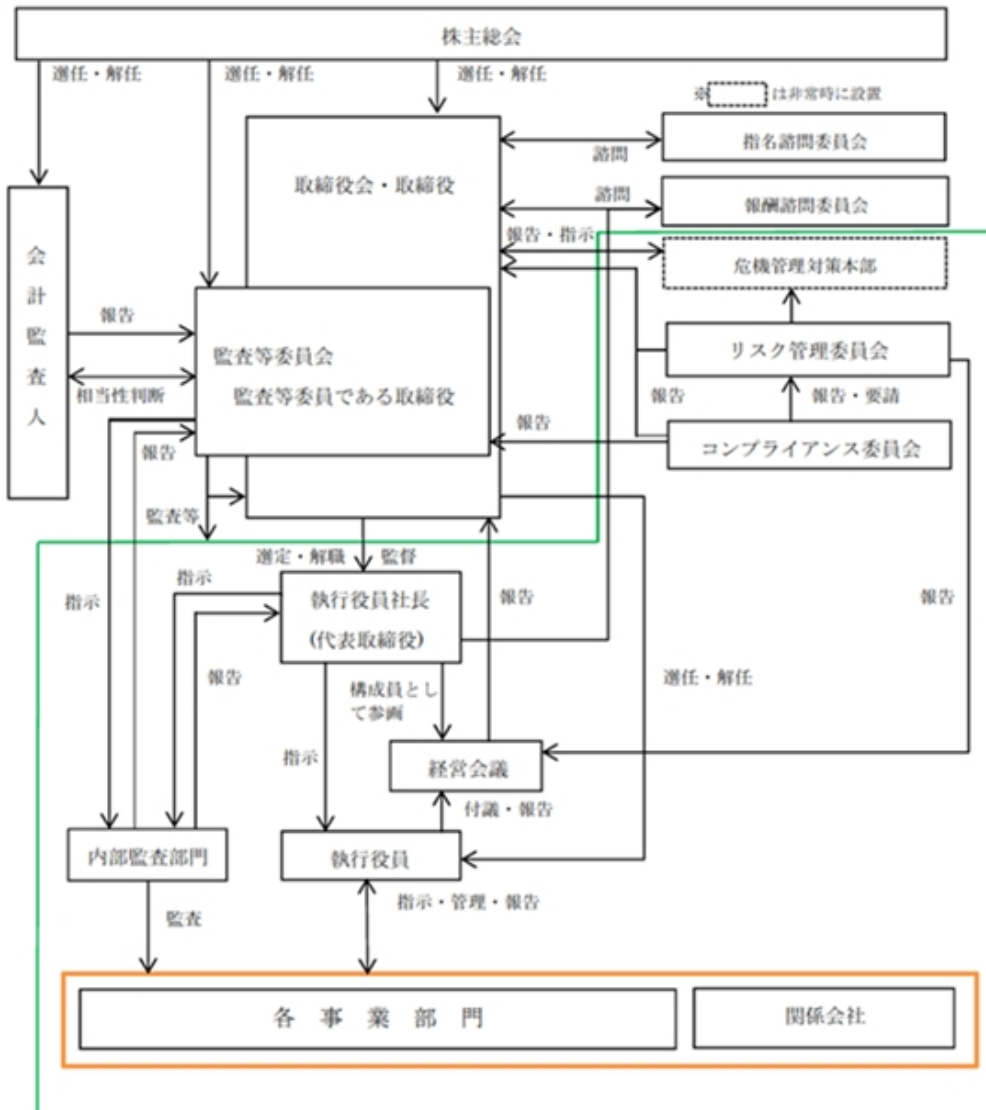 株主総会
選任・解任
選任・解任
選任・解任
※ は非常時に設置
指名諮問委員会
諮問
取締役会・取締役
諮問
報酬諮問委員会
報告・指示
危機管理対策本部
会計監査人
報告
リスク管理委員会
監査等委員会
監査等委員である取締役
相当性判断
報告
報告・要請
報告
報告
コンプライアンス委員会
監査等
選定・解職
監督
指示
指示
執行役員社長
(代表取締役)
報告
報告
報告
構成員とし
て参画
選任・解任
指示
経営会議
付議・報告
内部監査部門
執行役員
指示・管理・報告
監査
各事業部門
関係会社